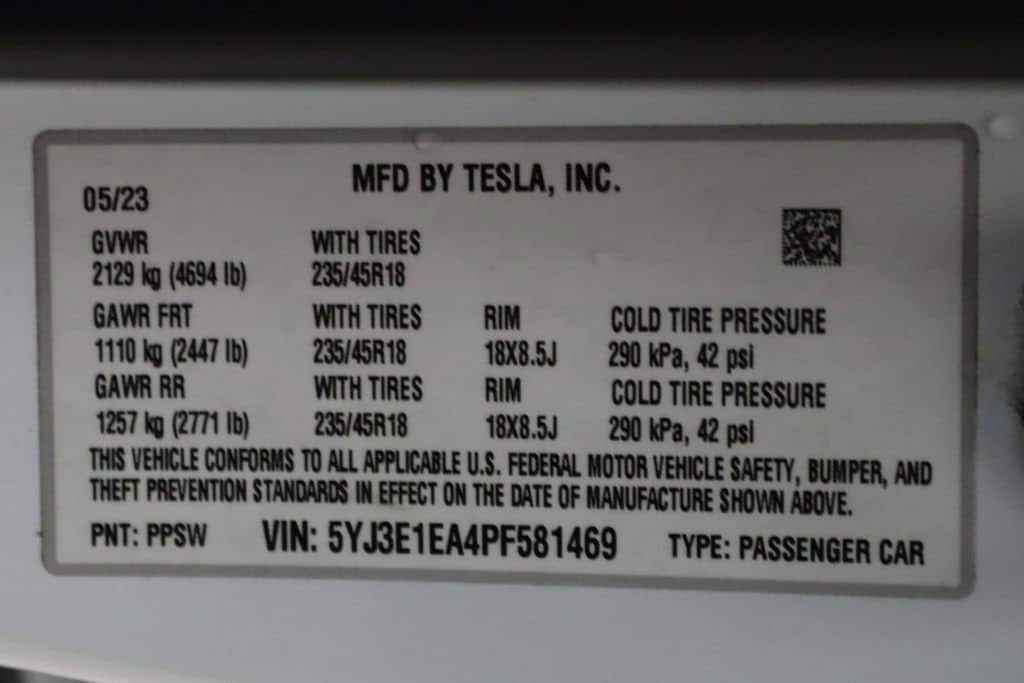 MFD BY TESLA, INC.
05/23
GVWR WITH TIRES
2129 kg (4694 lb) 235/45R18
GAWR FRT WITH TIRES RIM COLD TIRE PRESSURE
1110 kg (2447 lb) 235/45R18 18X8.5J 290 kPa, 42 psi
GAWR RR WITH TIRES RIM COLD TIRE PRESSURE
1257 kg (2771 lb) 235/45R18 18X8.5J 290 kPa, 42 psi
THIS VEHICLE CONFORMS TO ALL APPLICABLE U.S. FEDERAL MOTOR VEHICLE SAFETY, BUMPER, AND
THEFT PREVENTION STANDARDS IN EFFECT ON THE DATE OF MANUFACTURE SHOWN ABOVE.
PNT: PPSW VIN: 5YJ3E1EA4PF581469 TYPE: PASSENGER CAR